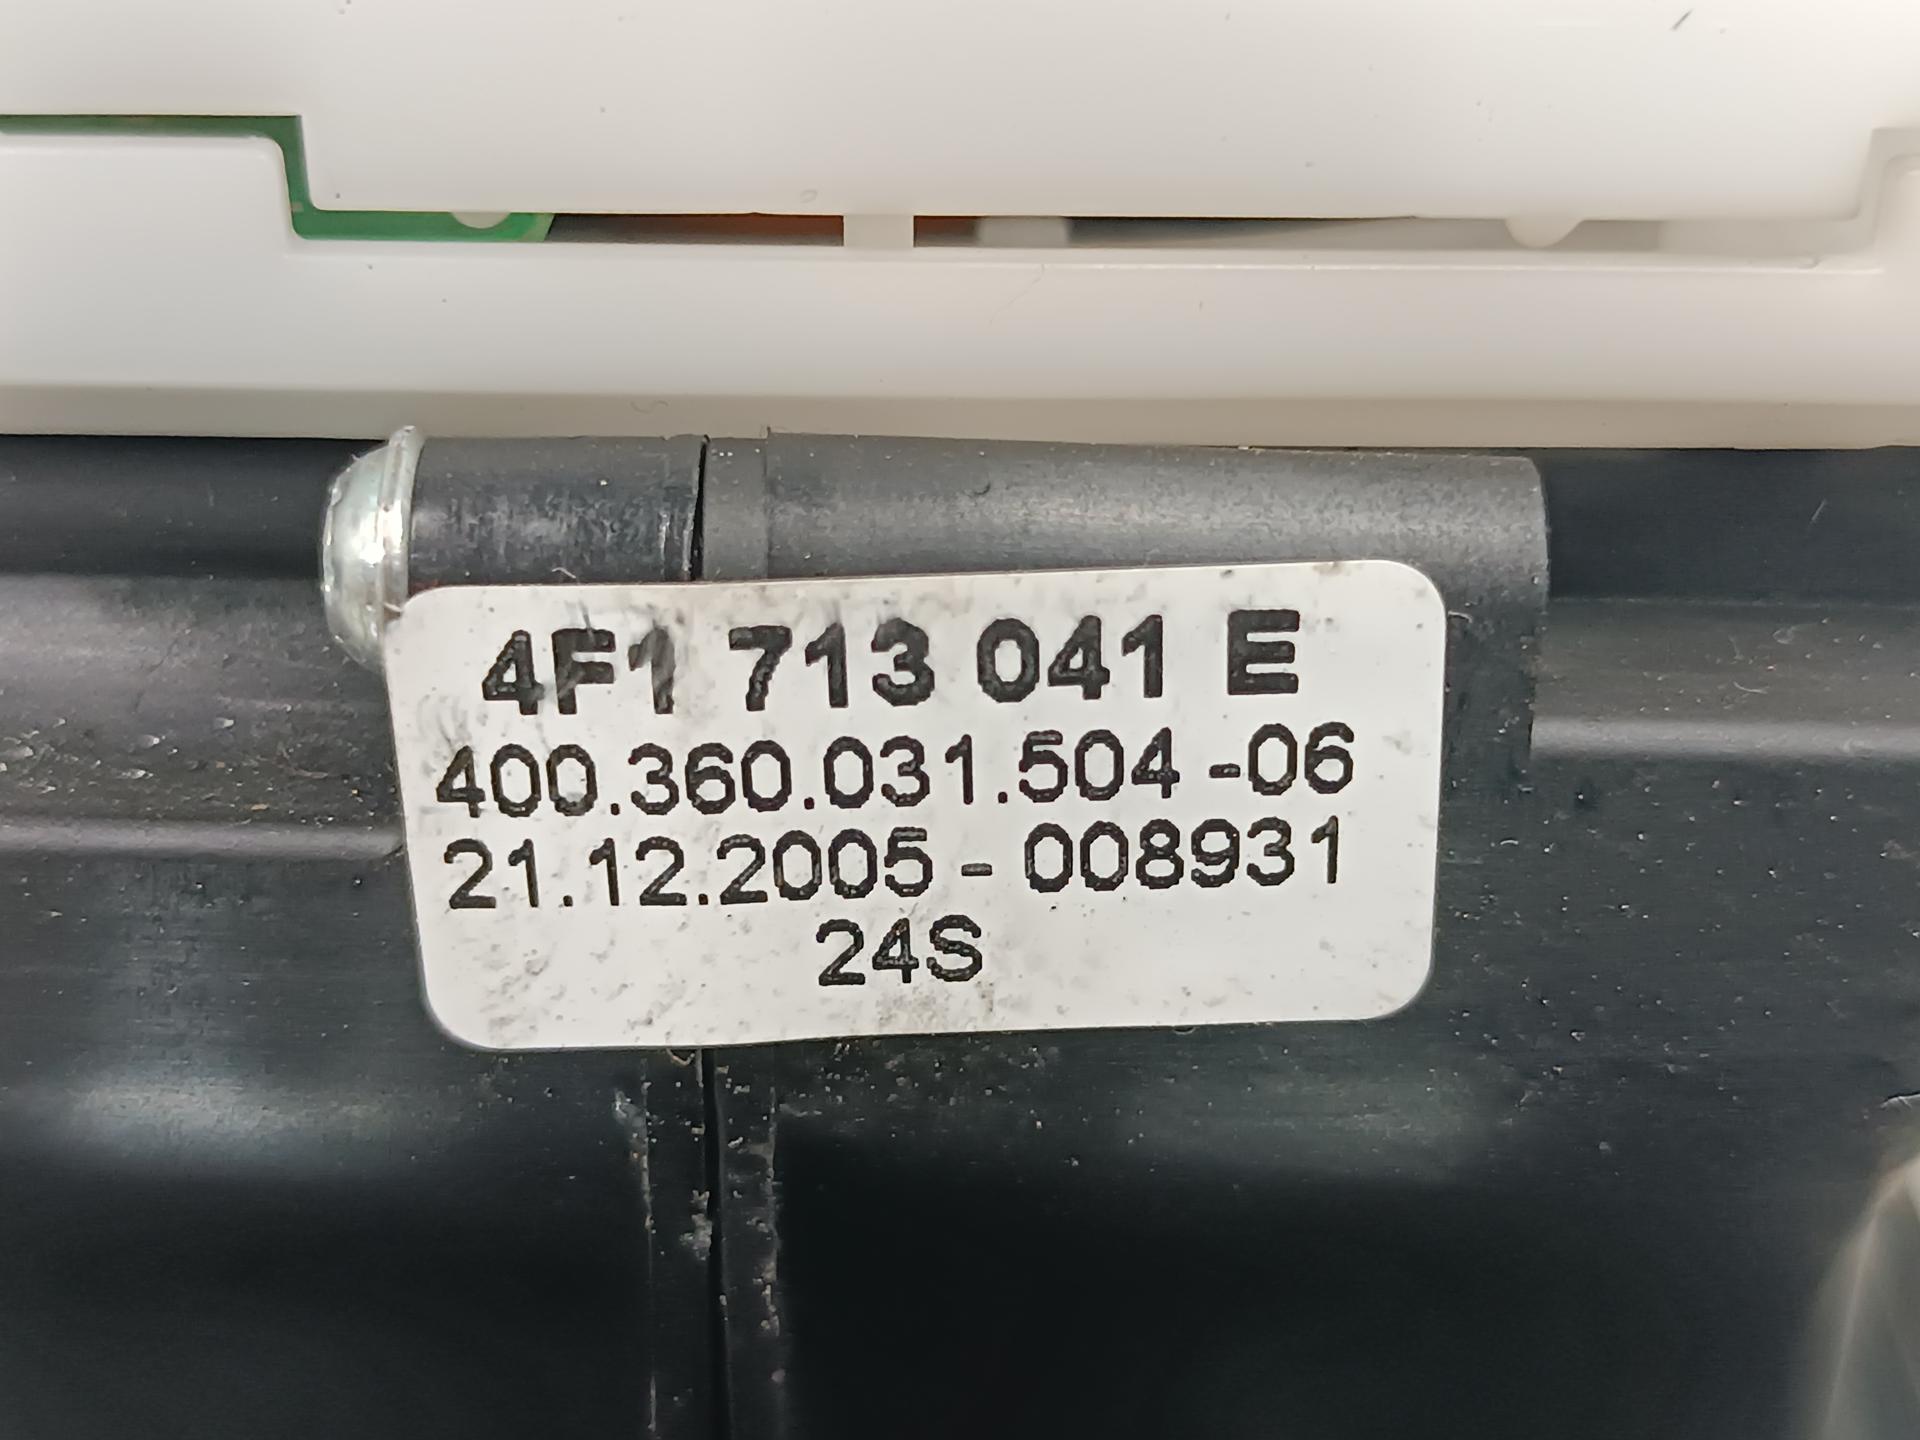 4F1 713 041 E
400.360.031.504 -06
21.12.2005 - 008931
24S